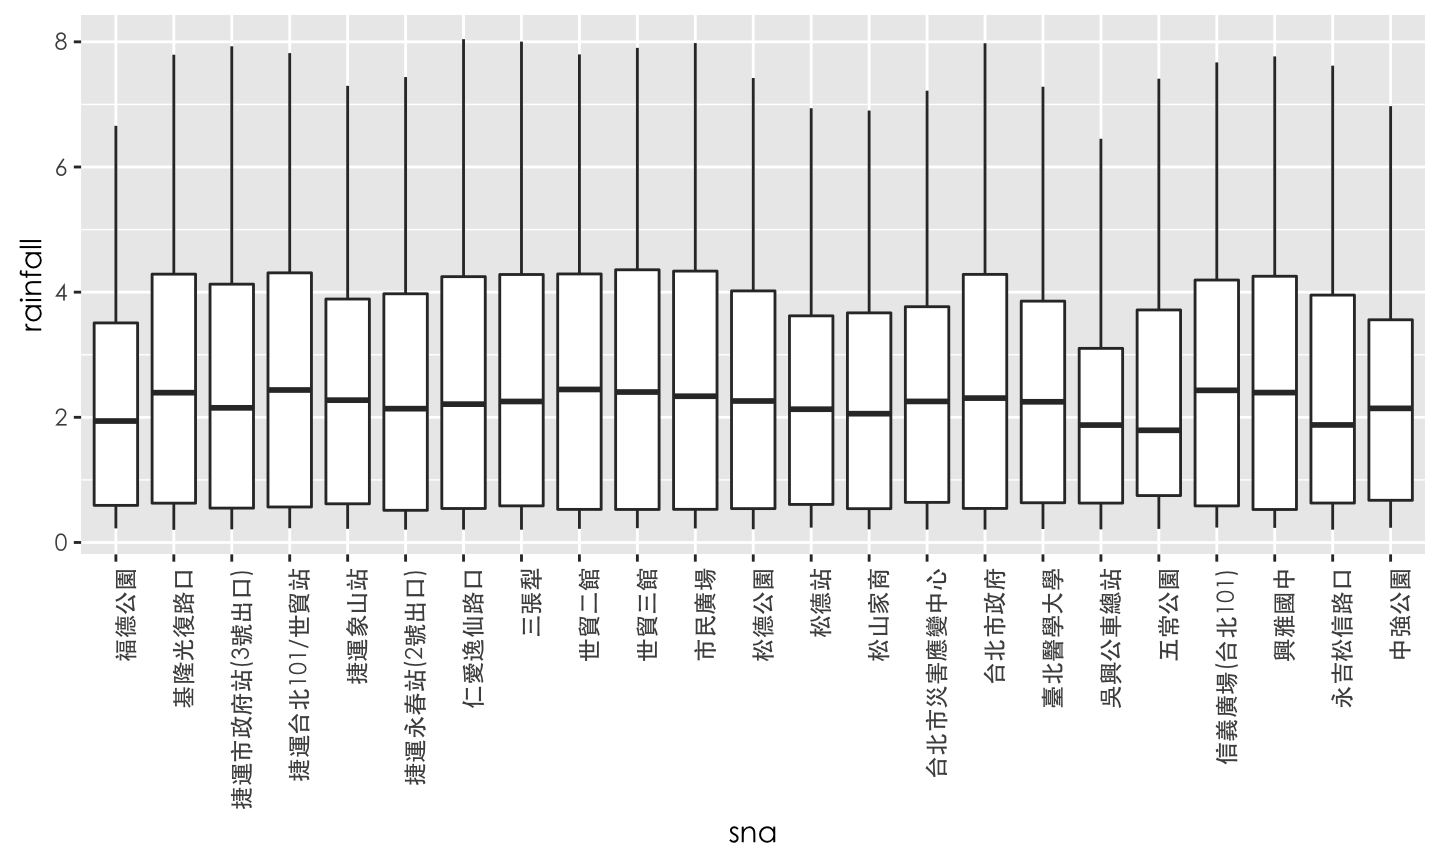 8
6
4
2
0
rainfall
福德公園
基隆光復路口
捷運市政府站(3號出口)
捷運台北101/世貿站
捷運象山站
捷運永春站(2號出口)
仁愛逸仙路口
三張犁
世貿二館
世貿三館
市民廣場
松德公園
松德站
松山家商
台北市災害應變中心
台北市政府
臺北醫學大學
吳興公車總站
五常公園
信義廣場(台北101)
興雅國中
永吉松信路口
中強公園
sna